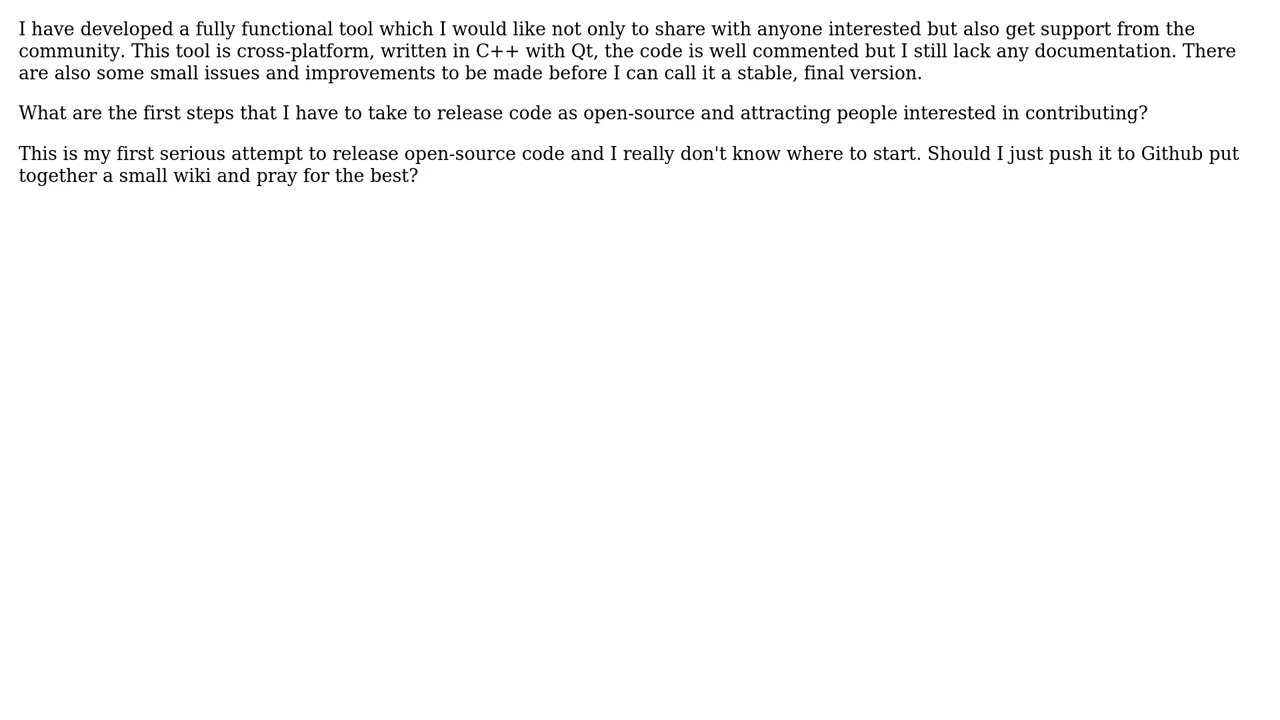 I have developed a fully functional tool which I would like not only to share with anyone interested but also get support from the
community. This tool is cross-platform, written in C++ with Qt, the code is well commented but I still lack any documentation. There
are also some small issues and improvements to be made before I can call it a stable, final version.
What are the first steps that I have to take to release code as open-source and attracting people interested in contributing?
This is my first serious attempt to release open-source code and I really don't know where to start. Should I just push it to Github put
together a small wiki and pray for the best?